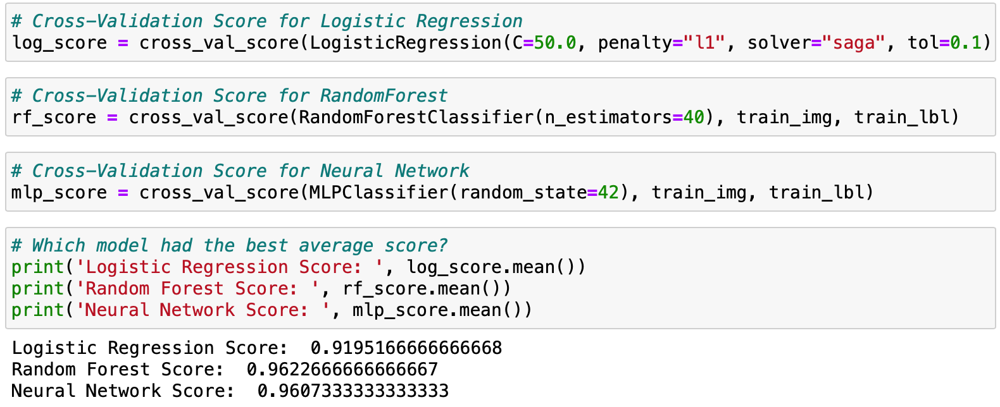 # Cross-Validation Score for Logistic Regression
log_score = cross_val_score(LogisticRegression(C=50.0, penalty="l1", solver="saga", tol=0.1)
# Cross-Validation Score for RandomForest
rf_score = cross_val_score(RandomForestClassifier(n_estimators=40), train_img, train_lbl)
# Cross-Validation Score for Neural Network
mlp_score = cross_val_score(MLPClassifier(random_state=42), train_img, train_lbl)
# Which model had the best average score?
print('Logistic Regression Score: ', log_score.mean())
print('Random Forest Score: ', rf_score.mean())
print('Neural Network Score: ', mlp_score.mean())
Logistic Regression Score:  0.9195166666666668
Random Forest Score:  0.9622666666666667
Neural Network Score:  0.9607333333333333